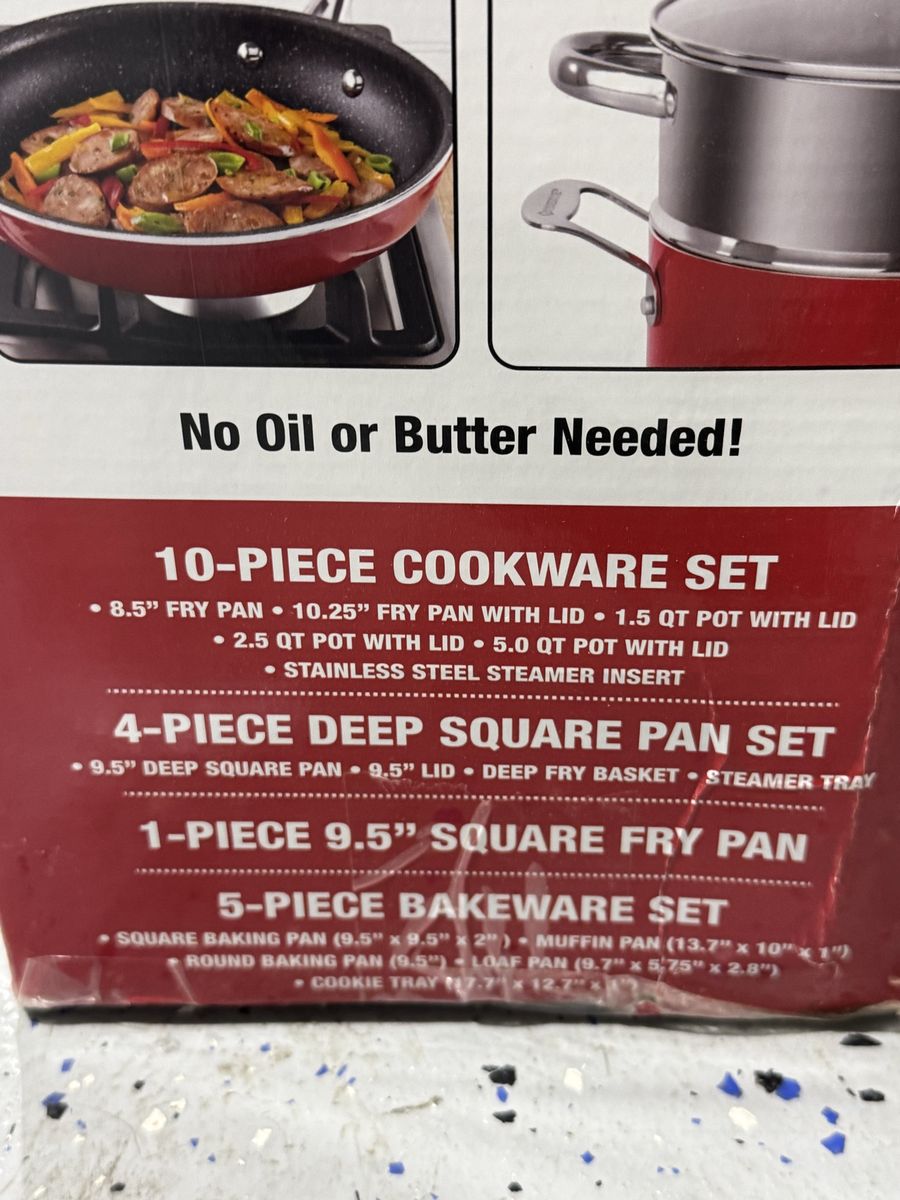 No Oil or Butter Needed!
10-PIECE COOKWARE SET
• 8.5” FRY PAN • 10.25” FRY PAN WITH LID • 1.5 QT POT WITH LID
• 2.5 QT POT WITH LID • 5.0 QT POT WITH LID
• STAINLESS STEEL STEAMER INSERT
4-PIECE DEEP SQUARE PAN SET
• 9.5” DEEP SQUARE PAN • 9.5” LID • DEEP FRY BASKET • STEAMER TRAY
1-PIECE 9.5” SQUARE FRY PAN
5-PIECE BAKEWARE SET
• SQUARE BAKING PAN (9.5” x 9.5” x 2” ) • MUFFIN PAN (13.7” x 10” x 1”)
• ROUND BAKING PAN (9.5”) • LOAF PAN (9.7” x 5.75” x 2.8”)
• COOKIE TRAY (17.7” x 12.7” x 1”)